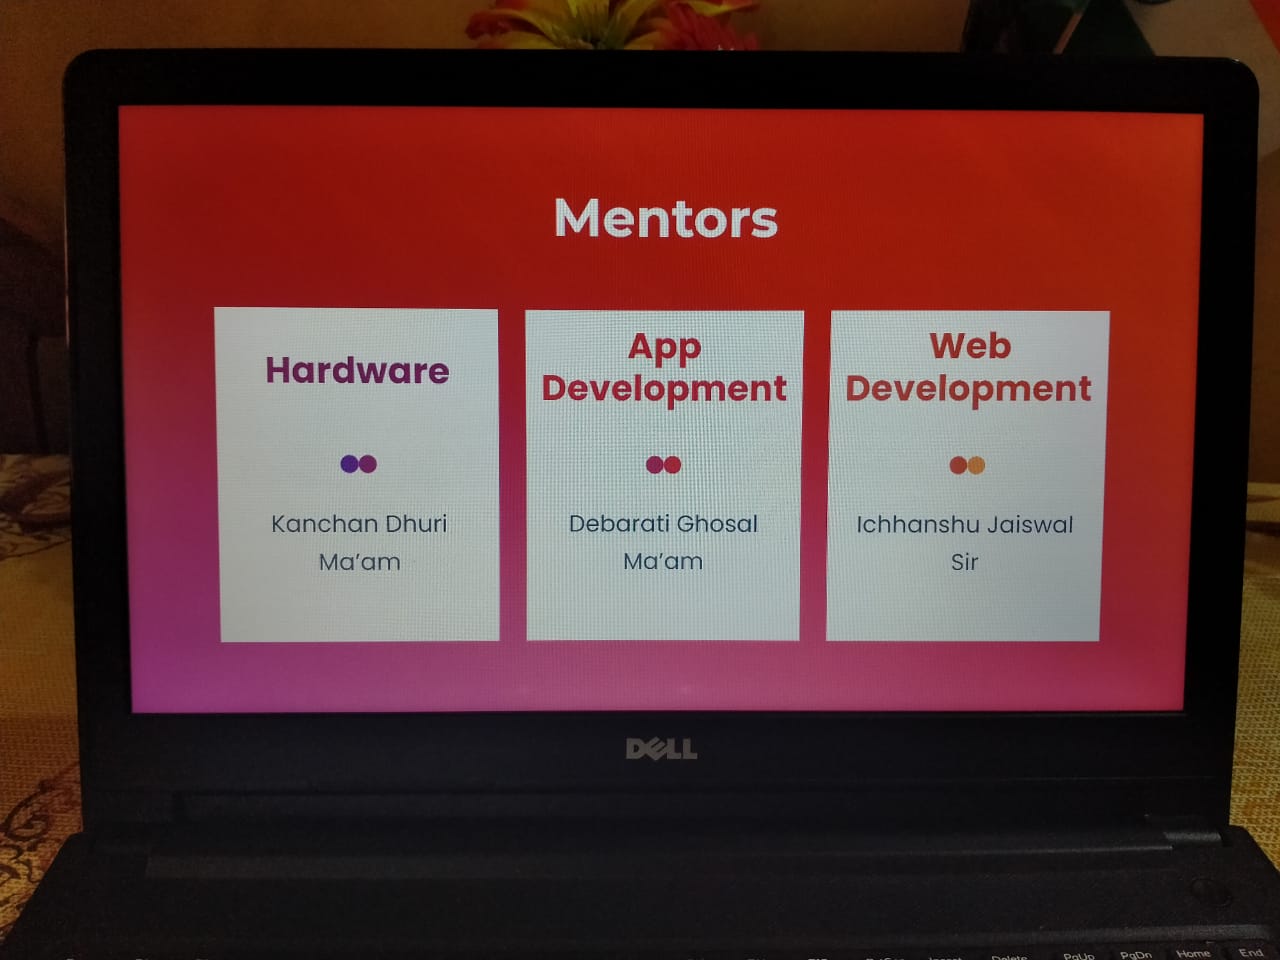 Mentors
Hardware
Kanchan Dhuri
Ma’am
App
Development
Debarati Ghosal
Ma’am
Web
Development
Ichhanshu Jaiswal
Sir
DELL
Delete
PgUp
PgDn
Home
End